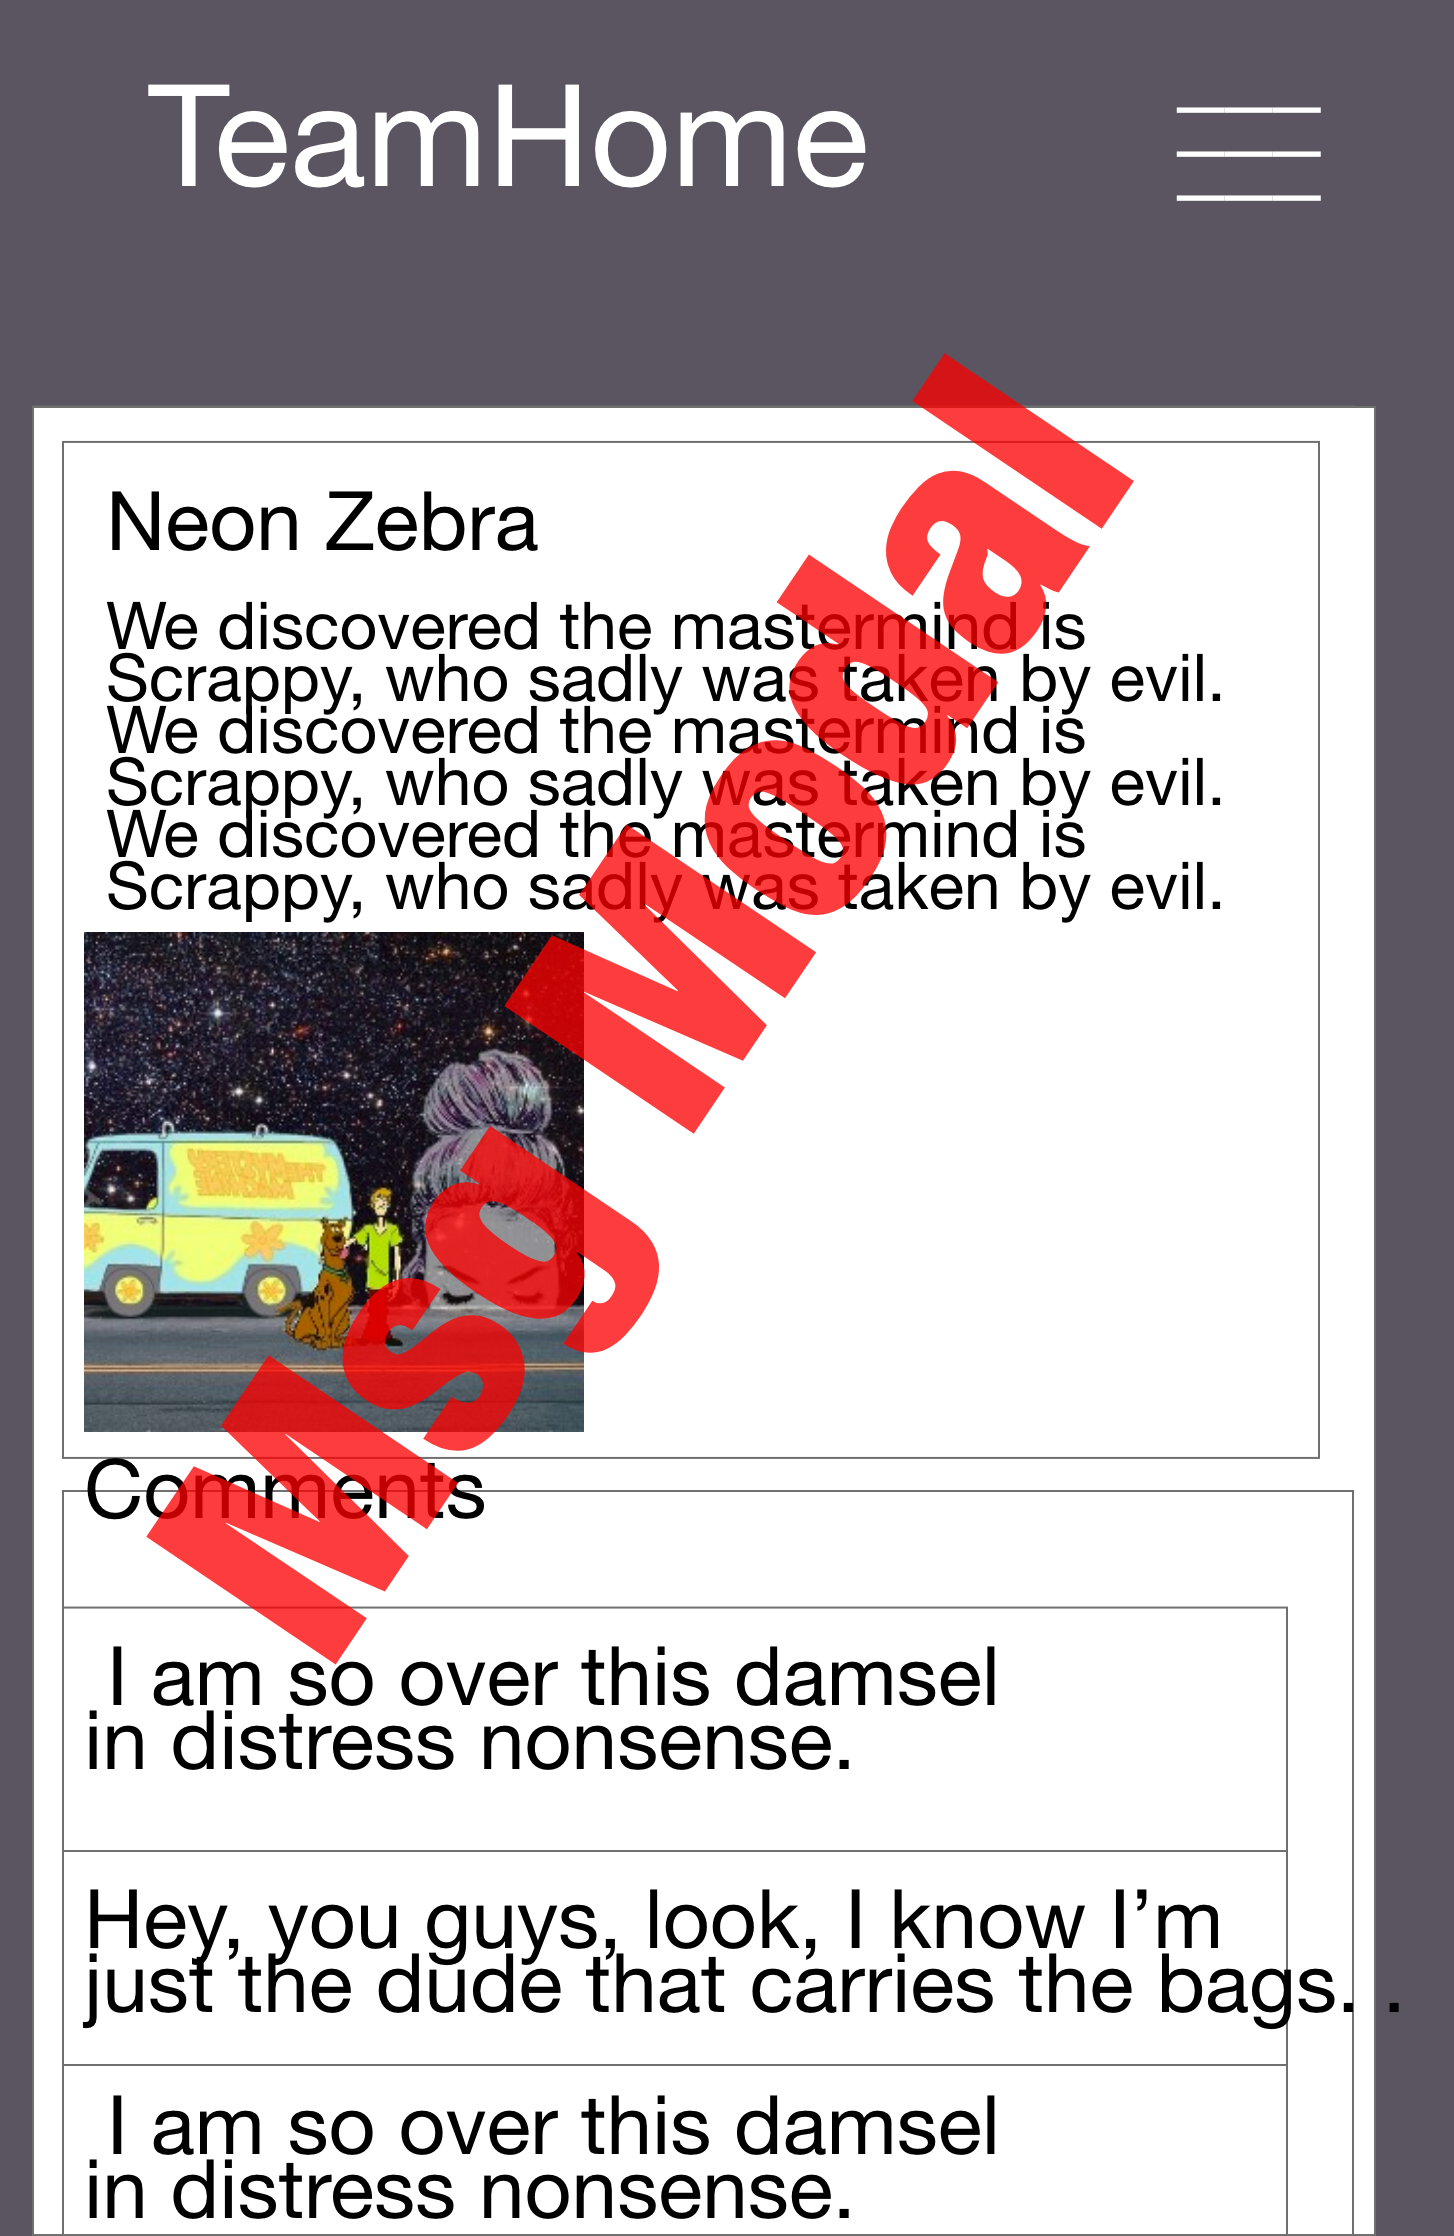 TeamHome
Neon Zebra
We discovered the mastermind is
Scrappy, who sadly was taken by evil.
We discovered the mastermind is
Scrappy, who sadly was taken by evil.
We discovered the mastermind is
Scrappy, who sadly was taken by evil.
Msg Modal
Comments
I am so over this damsel
in distress nonsense.
Hey, you guys, look, I know I’m
just the dude that carries the bags. .
I am so over this damsel
in distress nonsense.